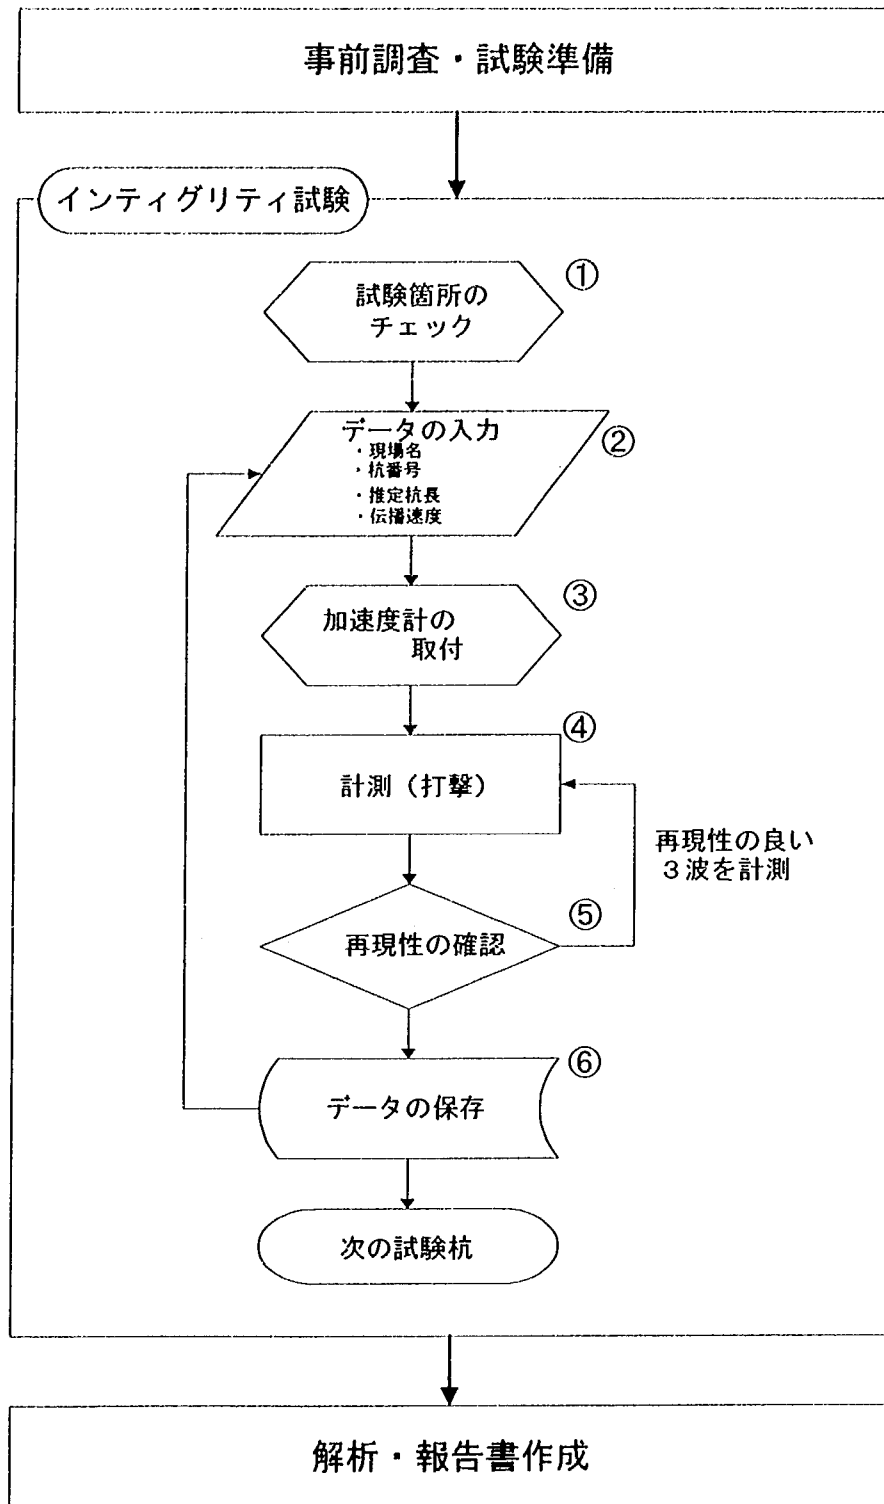 事前調査・試験準備
インティグリティ試験
①
試験箇所の
チェック
②
データの入力
・現場名
・杭番号
・推定杭長
・伝播速度
③
加速度計の
取付
④
計測（打撃）
再現性の良い
３波を計測
⑤
再現性の確認
⑥
データの保存
次の試験杭
解析・報告書作成